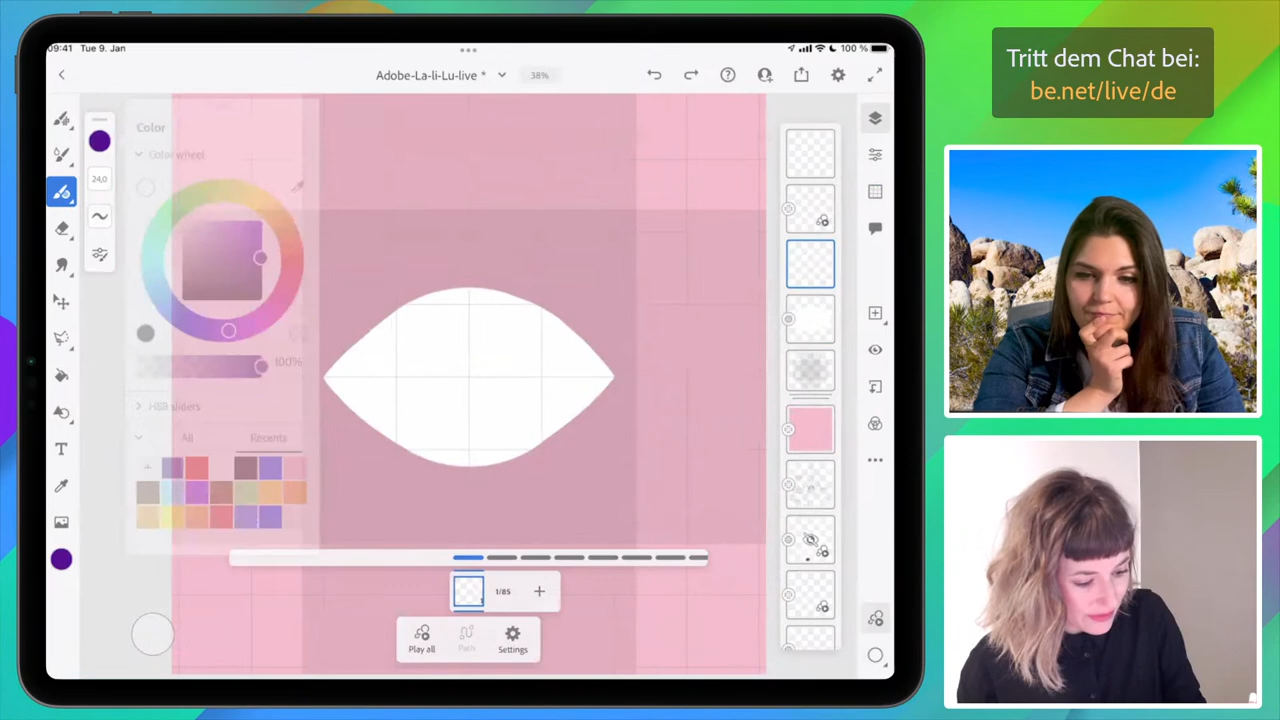 09:41 Tue 9. Jan
100 %
Adobe-La-li-Lu-live *
38%
Color
Color wheel
24,0
100%
HSB sliders
All
Recents
1/85
Play all
Path
Settings
Tritt dem Chat bei:
be.net/live/de